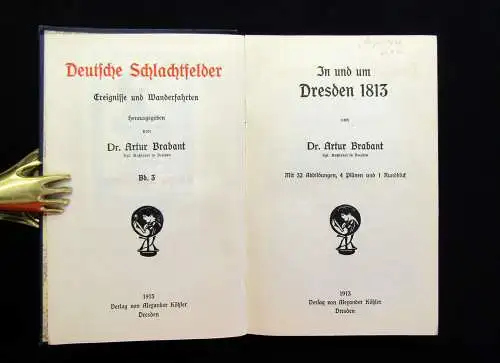 Deutsche Schlachtfelder
Ereignisse und Wanderfahrten
Herausgegeben
von
Dr. Artur Brabant
Bd. 3
1913
Verlag von Alexander Köhler
Dresden
In und um
Dresden 1813
von
Dr. Artur Brabant
Mit 32 Abbildungen, 4 Plänen und 1 Rundblick
1913
Verlag von Alexander Köhler
Dresden